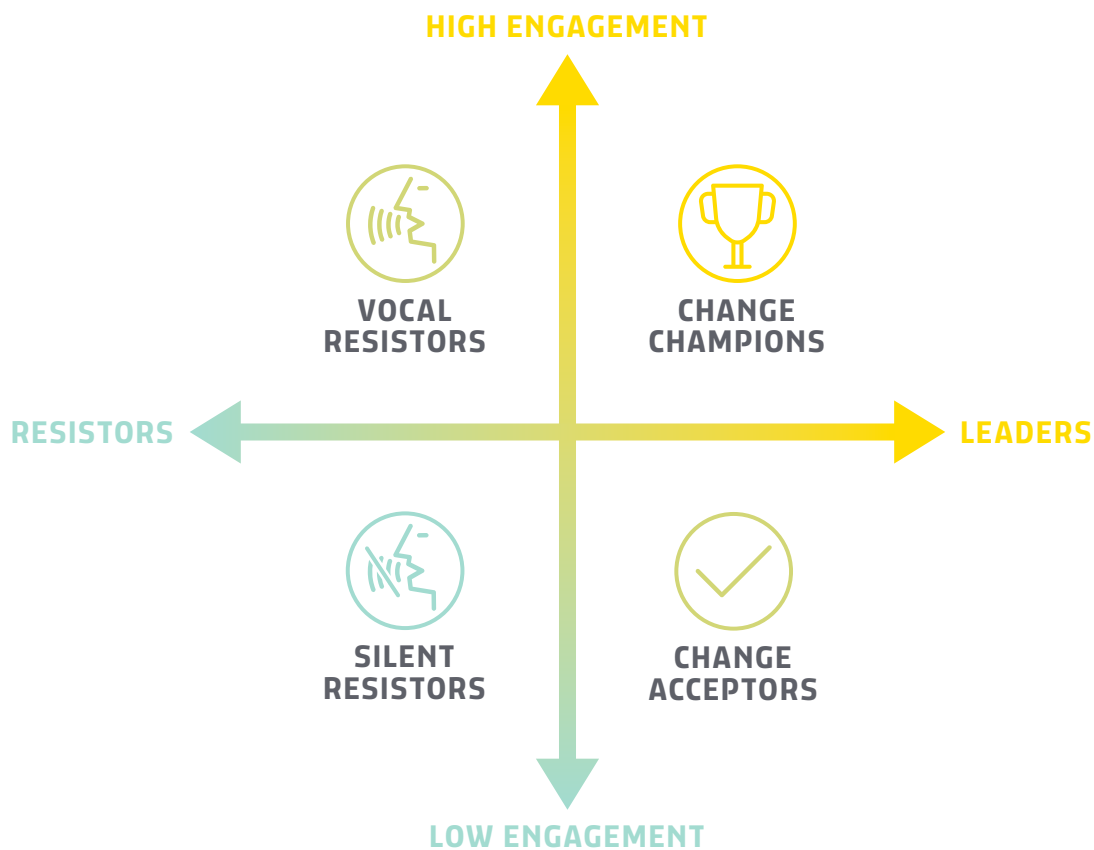 HIGH ENGAGEMENT
VOCAL
RESISTORS
CHANGE
CHAMPIONS
RESISTORS
LEADERS
SILENT
RESISTORS
CHANGE
ACCEPTORS
LOW ENGAGEMENT